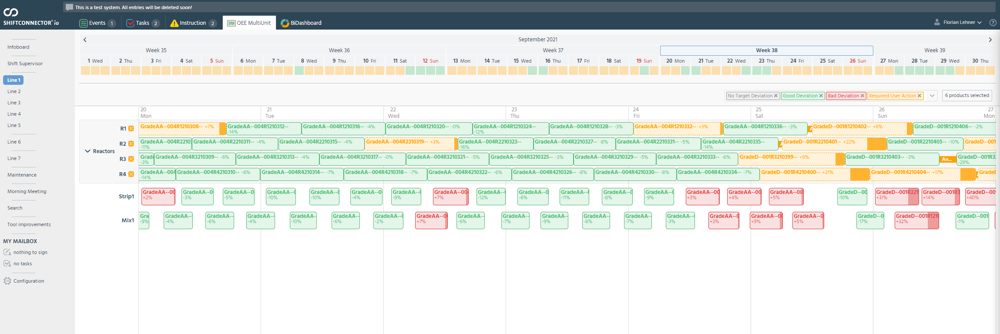 This is a test system. All entries will be deleted soon!
SHIFTCONNECTOR® io
Events 1 Tasks 2 Instruction 2 OEE MultiUnit BiDashboard
Florian Lehner ?
Infoboard
Shift Supervisor
Line 1
Line 2
Line 3
Line 4
Line 5
Line 6
Line 7
Maintenance
Morning Meeting
Search
Tool improvements
MY MAILBOX
nothing to sign
no tasks
Configuration
September 2021
Week 35 Week 36 Week 37 Week 38 Week 39
1 Wed 2 Thu 3 Fri 4 Sat 5 Sun 6 Mon 7 Tue 8 Wed 9 Thu 10 Fri 11 Sat 12 Sun 13 Mon 14 Tue 15 Wed 16 Thu 17 Fri 18 Sat 19 Sun 20 Mon 21 Tue 22 Wed 23 Thu 24 Fri 25 Sat 26 Sun 27 Mon 28 Tue 29 Wed 30 Thu
No Target Deviation Good Deviation Bad Deviation Required User Action 6 products selected
20 21 22 23 24 25 26 27
Mon Tue Wed Thu Fri Sat Sun Mon
Reactors
R1 GradeAA--004R1210308-- +7% GradeAA--004R1210312-- GradeAA--004R1210316-- -4% GradeAA--004R1210320-- -0% GradeAA--004R1210324-- GradeAA--004R1210328-- -3% GradeAA--004R1210332-- +3% GradeAA--004R1210336-- -3% GradeD--001R1210402-- +6% GradeD--001R1210406-- -2%
-14% -12%
R2 GradeAA--004R2210 GradeAA--004R2210311-- -4% GradeAA--004R2210315-- -4% GradeAA--004R2210319-- +3% GradeAA--004R2210323-- GradeAA--004R2210327-- -8% GradeAA--004R2210331-- -5% GradeAA--004R2210335-- GradeD--001R2210401-- +22% GradeD--001R2210405-- -10% GradeD--001
-11% -16% -14%
R3 Grad GradeAA--004R3210309-- -6% GradeAA--004R3210313-- -4% GradeAA--004R3210317-- -0% GradeAA--004R3210321-- -5% GradeAA--004R3210325-- -3% GradeAA--004R3210329-- -5% GradeAA--004R3210333-- -6% GradeD--001R3210399-- +9% GradeD--001R3210403-- -3% Av... GradeD--001R3
-3% -29%
R4 GradeAA--004 GradeAA--004R4210310-- -6% GradeAA--004R4210314-- -7% GradeAA--004R4210318-- -7% GradeAA--004R4210322-- -6% GradeAA--004R4210326-- -8% GradeAA--004R4210330-- -8% GradeAA--004R4210334-- -7% GradeD--001R4210400-- +21% GradeD--001R4210404-- +17% Grade
-14%
Strip1 GradeAA--00 GradeAA--0 GradeAA--0 GradeAA--0 GradeAA--0 GradeAA--0 GradeAA--0 GradeAA--00 GradeAA--0 GradeAA--0 GradeAA--0 GradeAA--0 GradeAA--0 GradeAA--00 GradeAA--00 GradeAA--00 GradeD--00 GradeD--001R221 GradeD--001R3 GradeD--00
+2% -3% -5% -10% -10% -4% -9% +7% -12% -6% -11% -8% -9% +3% +4% +5% -10% +31% +14% +40%
Mix1 Gra GradeAA-- GradeAA-- GradeAA-- GradeAA-- GradeAA-- GradeAA-- GradeAA--0 GradeAA-- GradeAA-- GradeAA-- GradeAA-- GradeAA-- GradeAA-- GradeAA--0 GradeAA--0 GradeAA--0 GradeD--0 GradeD--001R121 GradeD--001
-9% -4% -6% -4% -10% -6% -2% +7% -6% -7% -9% -8% -7% -3% +3% +9% +5% -17% +32% -1%